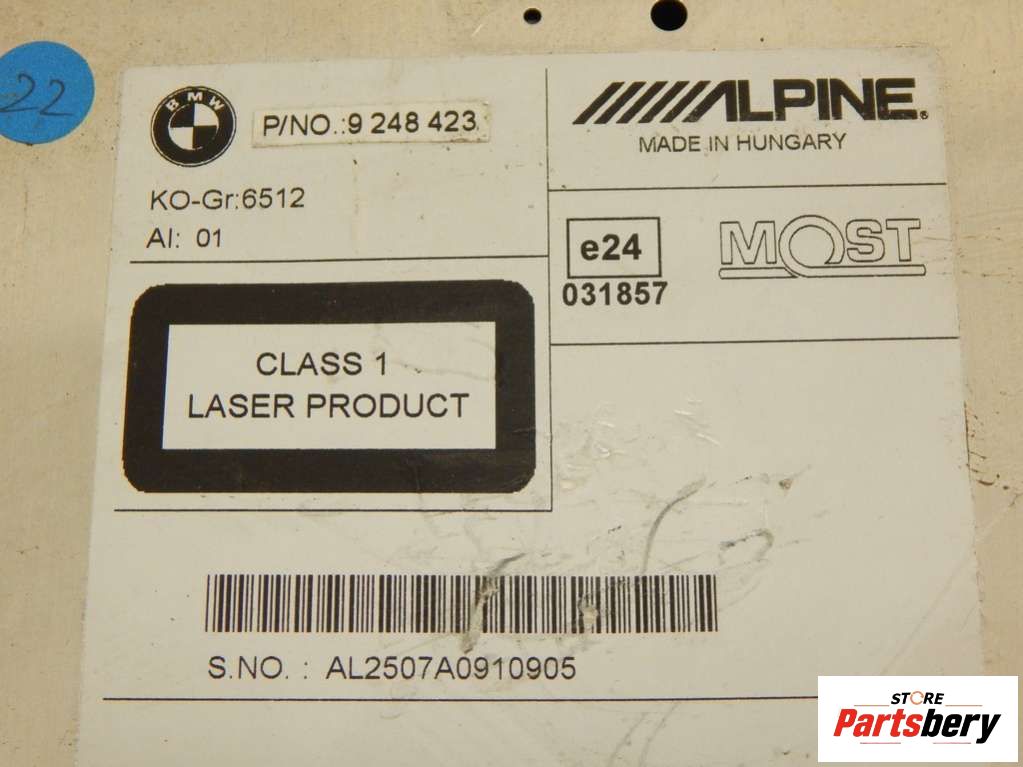 22
BMW
P/NO.:9 248 423
KO-Gr:6512
AI: 01
ALPINE®
MADE IN HUNGARY
e24
031857
MOST
CLASS 1
LASER PRODUCT
S.NO. : AL2507A0910905
STORE
Partsbery